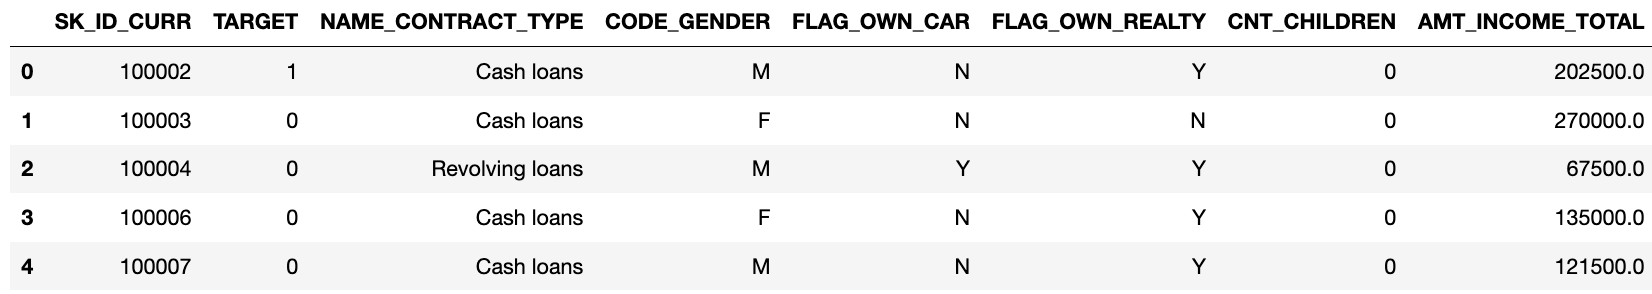 SK_ID_CURR TARGET NAME_CONTRACT_TYPE CODE_GENDER FLAG_OWN_CAR FLAG_OWN_REALTY CNT_CHILDREN AMT_INCOME_TOTAL
0 100002 1 Cash loans M N Y 0 202500.0
1 100003 0 Cash loans F N N 0 270000.0
2 100004 0 Revolving loans M Y Y 0 67500.0
3 100006 0 Cash loans F N Y 0 135000.0
4 100007 0 Cash loans M N Y 0 121500.0